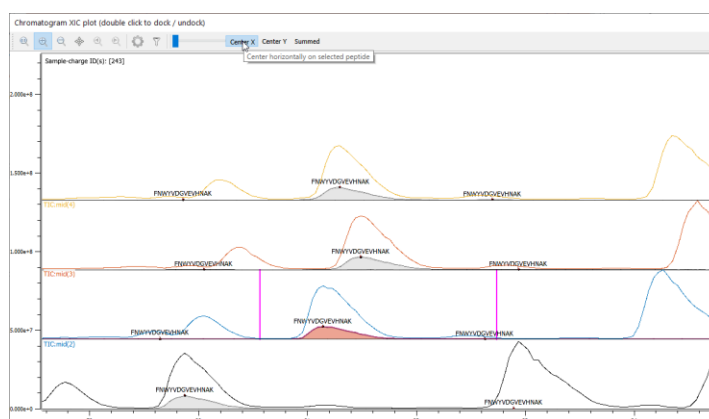 Chromatogram XIC plot (double click to dock / undock)
Center X Center Y Summed
Center horizontally on selected peptide
Sample-charge ID(s): [243]
2.000e+8
1.500e+8
FNWYVDGVEVHNAK FNWYVDGVEVHNAK FNWYVDGVEVHNAK
TIC:mid(4)
1.000e+8
FNWYVDGVEVHNAK FNWYVDGVEVHNAK FNWYVDGVEVHNAK
TIC:mid(3)
5.000e+7
FNWYVDGVEVHNAK FNWYVDGVEVHNAK FNWYVDGVEVHNAK
TIC:mid(2)
FNWYVDGVEVHNAK
FNWYVDGVEVHNAK
0.000e+0